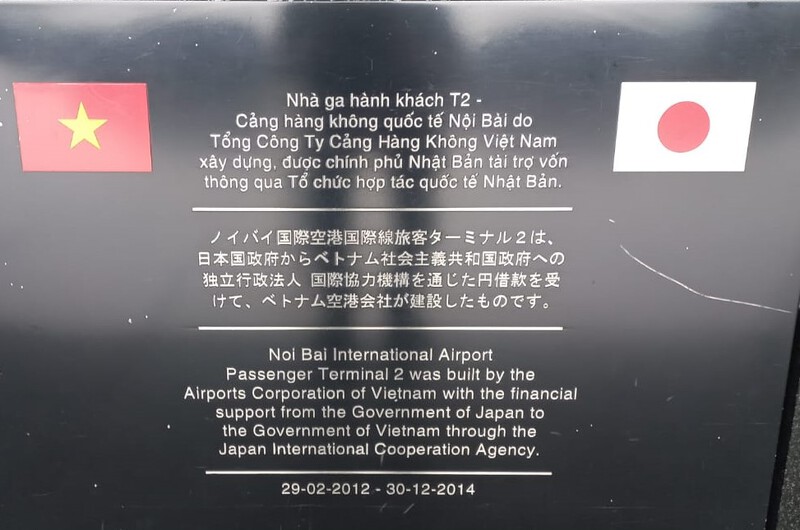 Nhà ga hành khách T2 -
Cảng hàng không quốc tế Nội Bài do
Tổng Công Ty Cảng Hàng Không Việt Nam
xây dựng, được chính phủ Nhật Bản tài trợ vốn
thông qua Tổ chức hợp tác quốc tế Nhật Bản.
ノイバイ国際空港国際線旅客ターミナル2は、
日本国政府からベトナム社会主義共和国政府への
独立行政法人 国際協力機構を通じた円借款を受
けて、ベトナム空港会社が建設したものです。
Noi Bai International Airport
Passenger Terminal 2 was built by the
Airports Corporation of Vietnam with the financial
support from the Government of Japan to
the Government of Vietnam through the
Japan International Cooperation Agency.
29-02-2012 - 30-12-2014